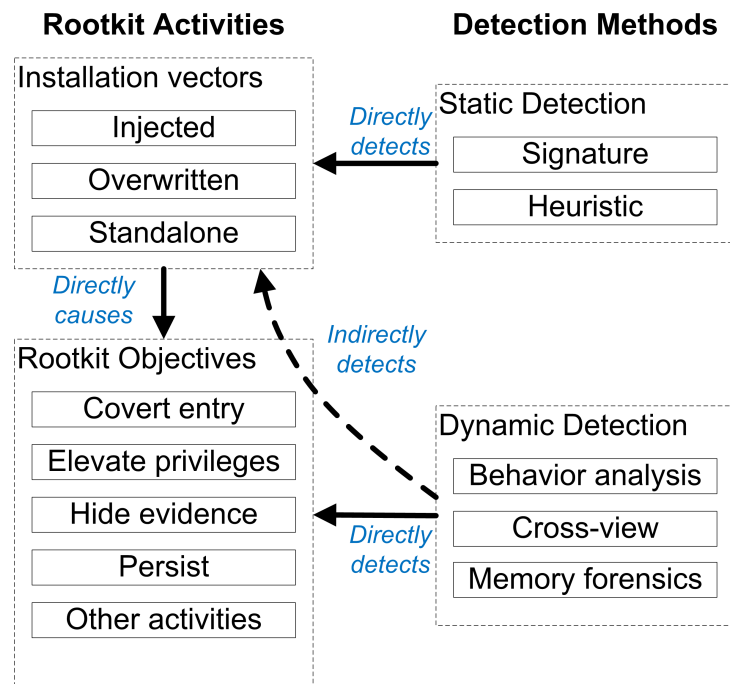 Rootkit Activities
Installation vectors
Injected
Overwritten
Standalone
Directly
causes
Rootkit Objectives
Covert entry
Elevate privileges
Hide evidence
Persist
Other activities
Detection Methods
Static Detection
Signature
Heuristic
Directly
detects
Indirectly
detects
Dynamic Detection
Behavior analysis
Cross-view
Memory forensics
Directly
detects